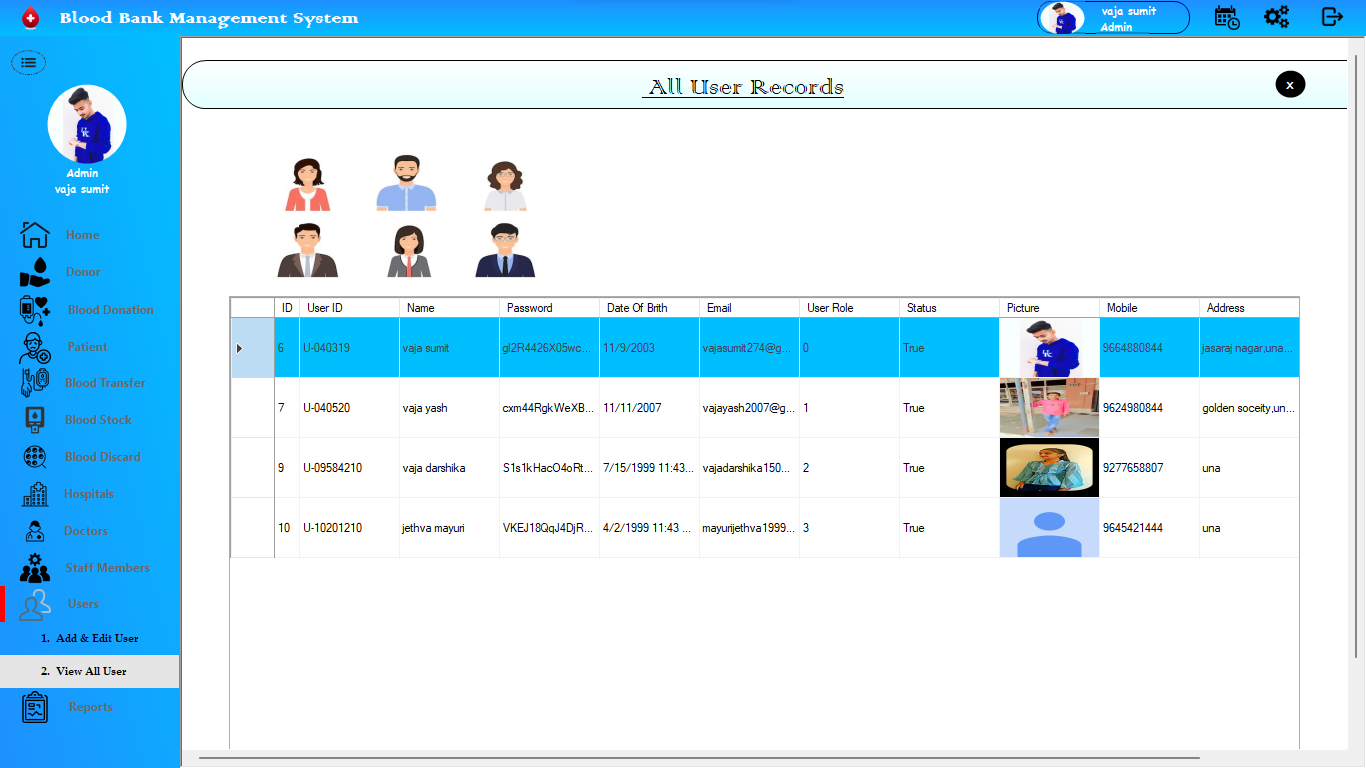 Blood Bank Management System
vaja sumit
Admin
Admin
vaja sumit
Home
Donor
Blood Donation
Patient
Blood Transfer
Blood Stock
Blood Discard
Hospitals
Doctors
Staff Members
Users
1. Add & Edit User
2. View All User
Reports
All User Records
x
ID User ID Name Password Date Of Brith Email User Role Status Picture Mobile Address
6 U-040319 vaja sumit gI2R4426X05wc... 11/9/2003 vajasumit274@g... 0 True 9664880844 jasaraj nagar,una...
7 U-040520 vaja yash cxm44RgkWeXB... 11/11/2007 vajayash2007@g... 1 True 9624980844 golden soceity,un...
9 U-09584210 vaja darshika S1s1kHacO4oRt... 7/15/1999 11:43... vajadarshika150... 2 True 9277658807 una
10 U-10201210 jethva mayuri VKEJ18QqJ4DjR... 4/2/1999 11:43 ... mayurijethva1999... 3 True 9645421444 una